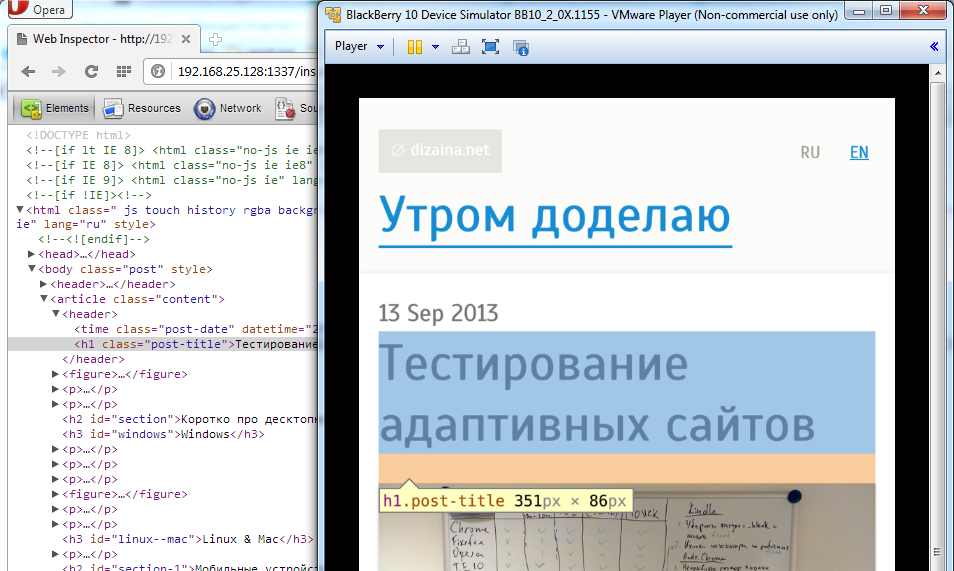 Opera
BlackBerry 10 Device Simulator BB10_2_0X.1155 - VMware Player (Non-commercial use only)
Web Inspector - http://192
Player
192.168.25.128:1337/ins
Elements Resources Network Sou
<!DOCTYPE html>
<!--[if lt IE 8]> <html class="no-js ie ie
<!--[if IE 8]> <html class="no-js ie ie8"
<!--[if IE 9]> <html class="no-js ie" lang
<!--[if !IE]><!-->
<html class=" js touch history rgba backgr
ie" lang="ru" style>
<!--<![endif]-->
<head>…</head>
<body class="post" style>
<header>…</header>
<article class="content">
<header>
<time class="post-date" datetime="2
<h1 class="post-title">Тестирование
</header>
<figure>…</figure>
<p>…</p>
<p>…</p>
<h2 id="section">Коротко про десктопн
<h3 id="windows">Windows</h3>
<p>…</p>
<p>…</p>
<p>…</p>
<p>…</p>
<p>…</p>
<h3 id="linux--mac">Linux & Mac</h3>
<p>…</p>
<h2 id="section-1">Мобильные устройст
dizaina.net
RU EN
Утром доделаю
13 Sep 2013
Тестирование
адаптивных сайтов
h1.post-title 351px × 86px
Kindle
Поиск
Chrome
Firefox
Opera
IE 10